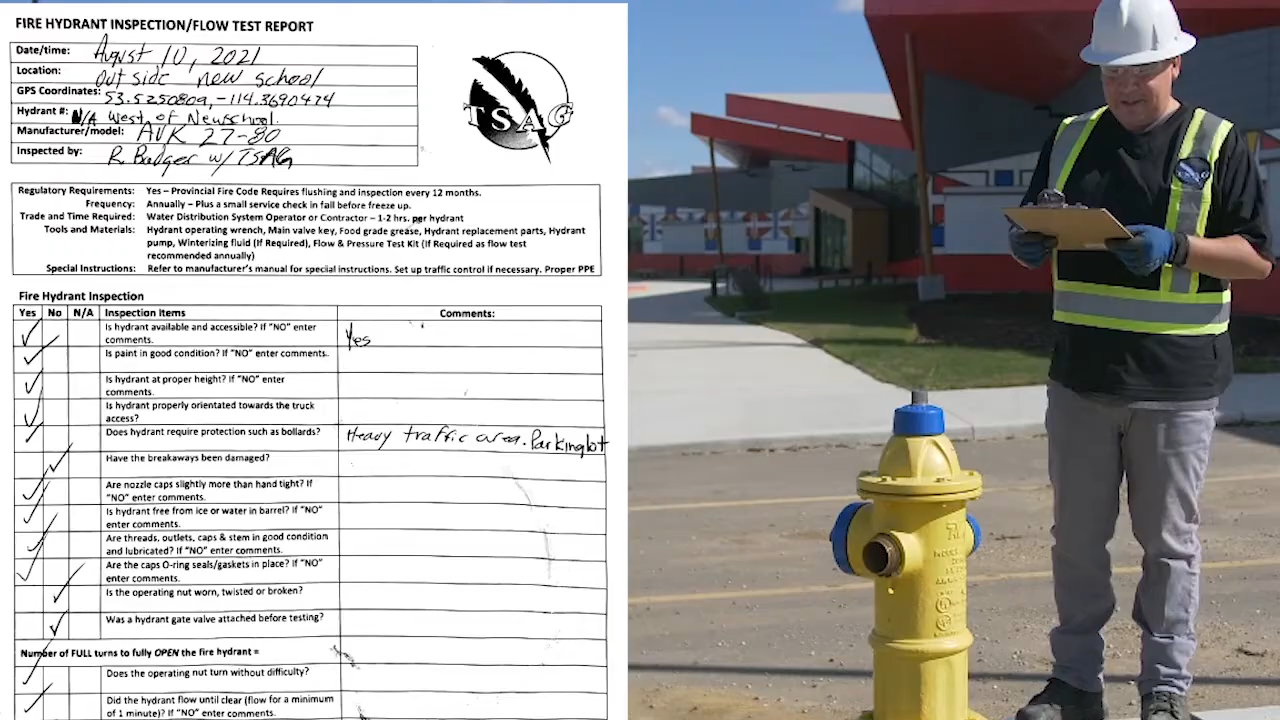 FIRE HYDRANT INSPECTION/FLOW TEST REPORT
Date/time: August 10, 2021
Location: Outside new school
GPS Coordinates: 53.5250809, -114.3690474
Hydrant #: N/A West of New school.
Manufacturer/model: AVK 27-80
Inspected by: R. Badger w/ TSAG
TSAG
Regulatory Requirements: Yes – Provincial Fire Code Requires flushing and inspection every 12 months.
Frequency: Annually – Plus a small service check in fall before freeze up.
Trade and Time Required: Water Distribution System Operator or Contractor – 1-2 hrs. per hydrant
Tools and Materials: Hydrant operating wrench, Main valve key, Food grade grease, Hydrant replacement parts, Hydrant
pump, Winterizing fluid (If Required), Flow & Pressure Test Kit (If Required as flow test
recommended annually)
Special Instructions: Refer to manufacturer's manual for special instructions. Set up traffic control if necessary. Proper PPE
Fire Hydrant Inspection
Yes No N/A Inspection Items Comments:
Is hydrant available and accessible? If "NO" enter
comments. Yes
Is paint in good condition? If "NO" enter comments.
Is hydrant at proper height? If "NO" enter
comments.
Is hydrant properly orientated towards the truck
access?
Does hydrant require protection such as bollards? Heavy traffic area. Parking lot
Have the breakaways been damaged?
Are nozzle caps slightly more than hand tight? If
"NO" enter comments.
Is hydrant free from ice or water in barrel? If "NO"
enter comments.
Are threads, outlets, caps & stem in good condition
and lubricated? If "NO" enter comments.
Are the caps O-ring seals/gaskets in place? If "NO"
enter comments.
Is the operating nut worn, twisted or broken?
Was a hydrant gate valve attached before testing?
Number of FULL turns to fully OPEN the fire hydrant =
Does the operating nut turn without difficulty?
Did the hydrant flow until clear (flow for a minimum
of 1 minute)? If "NO" enter comments.
TSAG